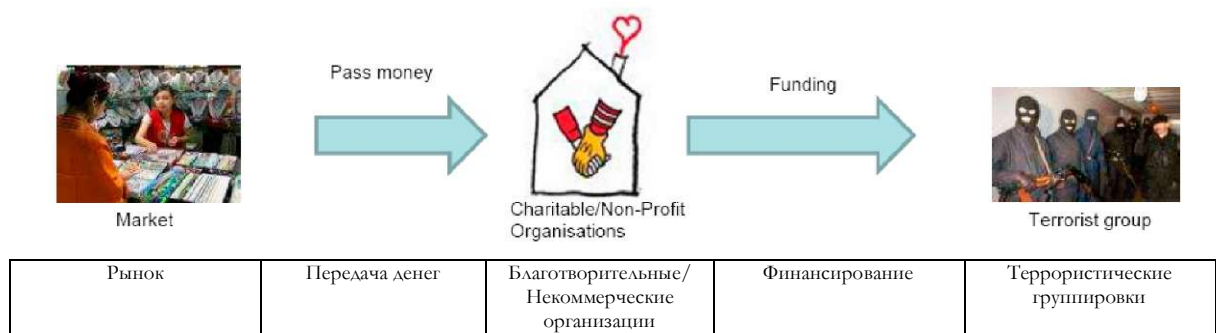 Pass money
Funding
Market
Charitable/Non-Profit
Organisations
Terrorist group
Рынок
Передача денег
Благотворительные/
Некоммерческие
организации
Финансирование
Террористические
группировки